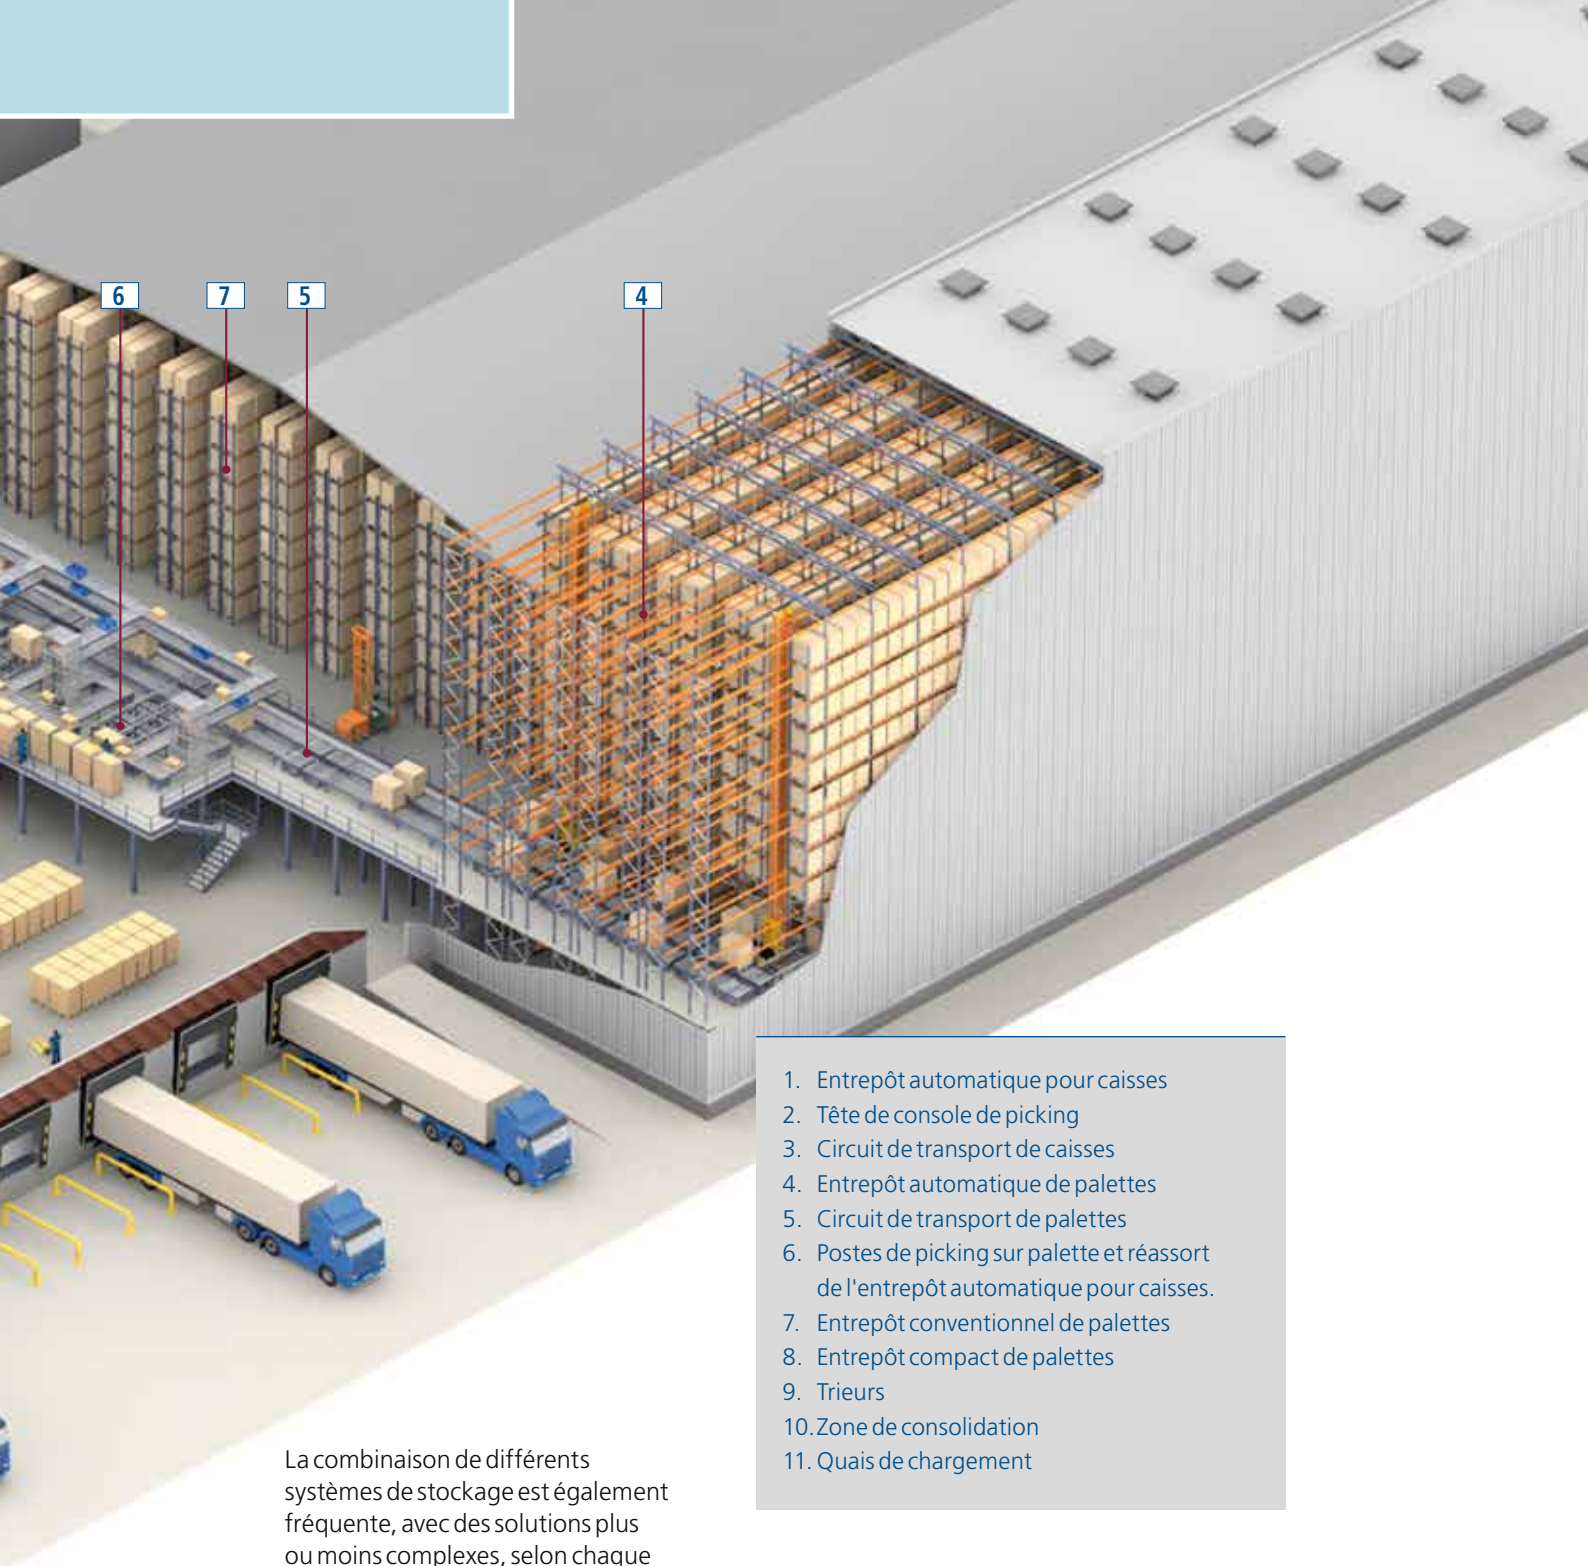 6 7 5 4
1. Entrepôt automatique pour caisses
2. Tête de console de picking
3. Circuit de transport de caisses
4. Entrepôt automatique de palettes
5. Circuit de transport de palettes
6. Postes de picking sur palette et réassort
de l'entrepôt automatique pour caisses.
7. Entrepôt conventionnel de palettes
8. Entrepôt compact de palettes
9. Trieurs
10. Zone de consolidation
11. Quais de chargement
La combinaison de différents
systèmes de stockage est également
fréquente, avec des solutions plus
ou moins complexes, selon chaque